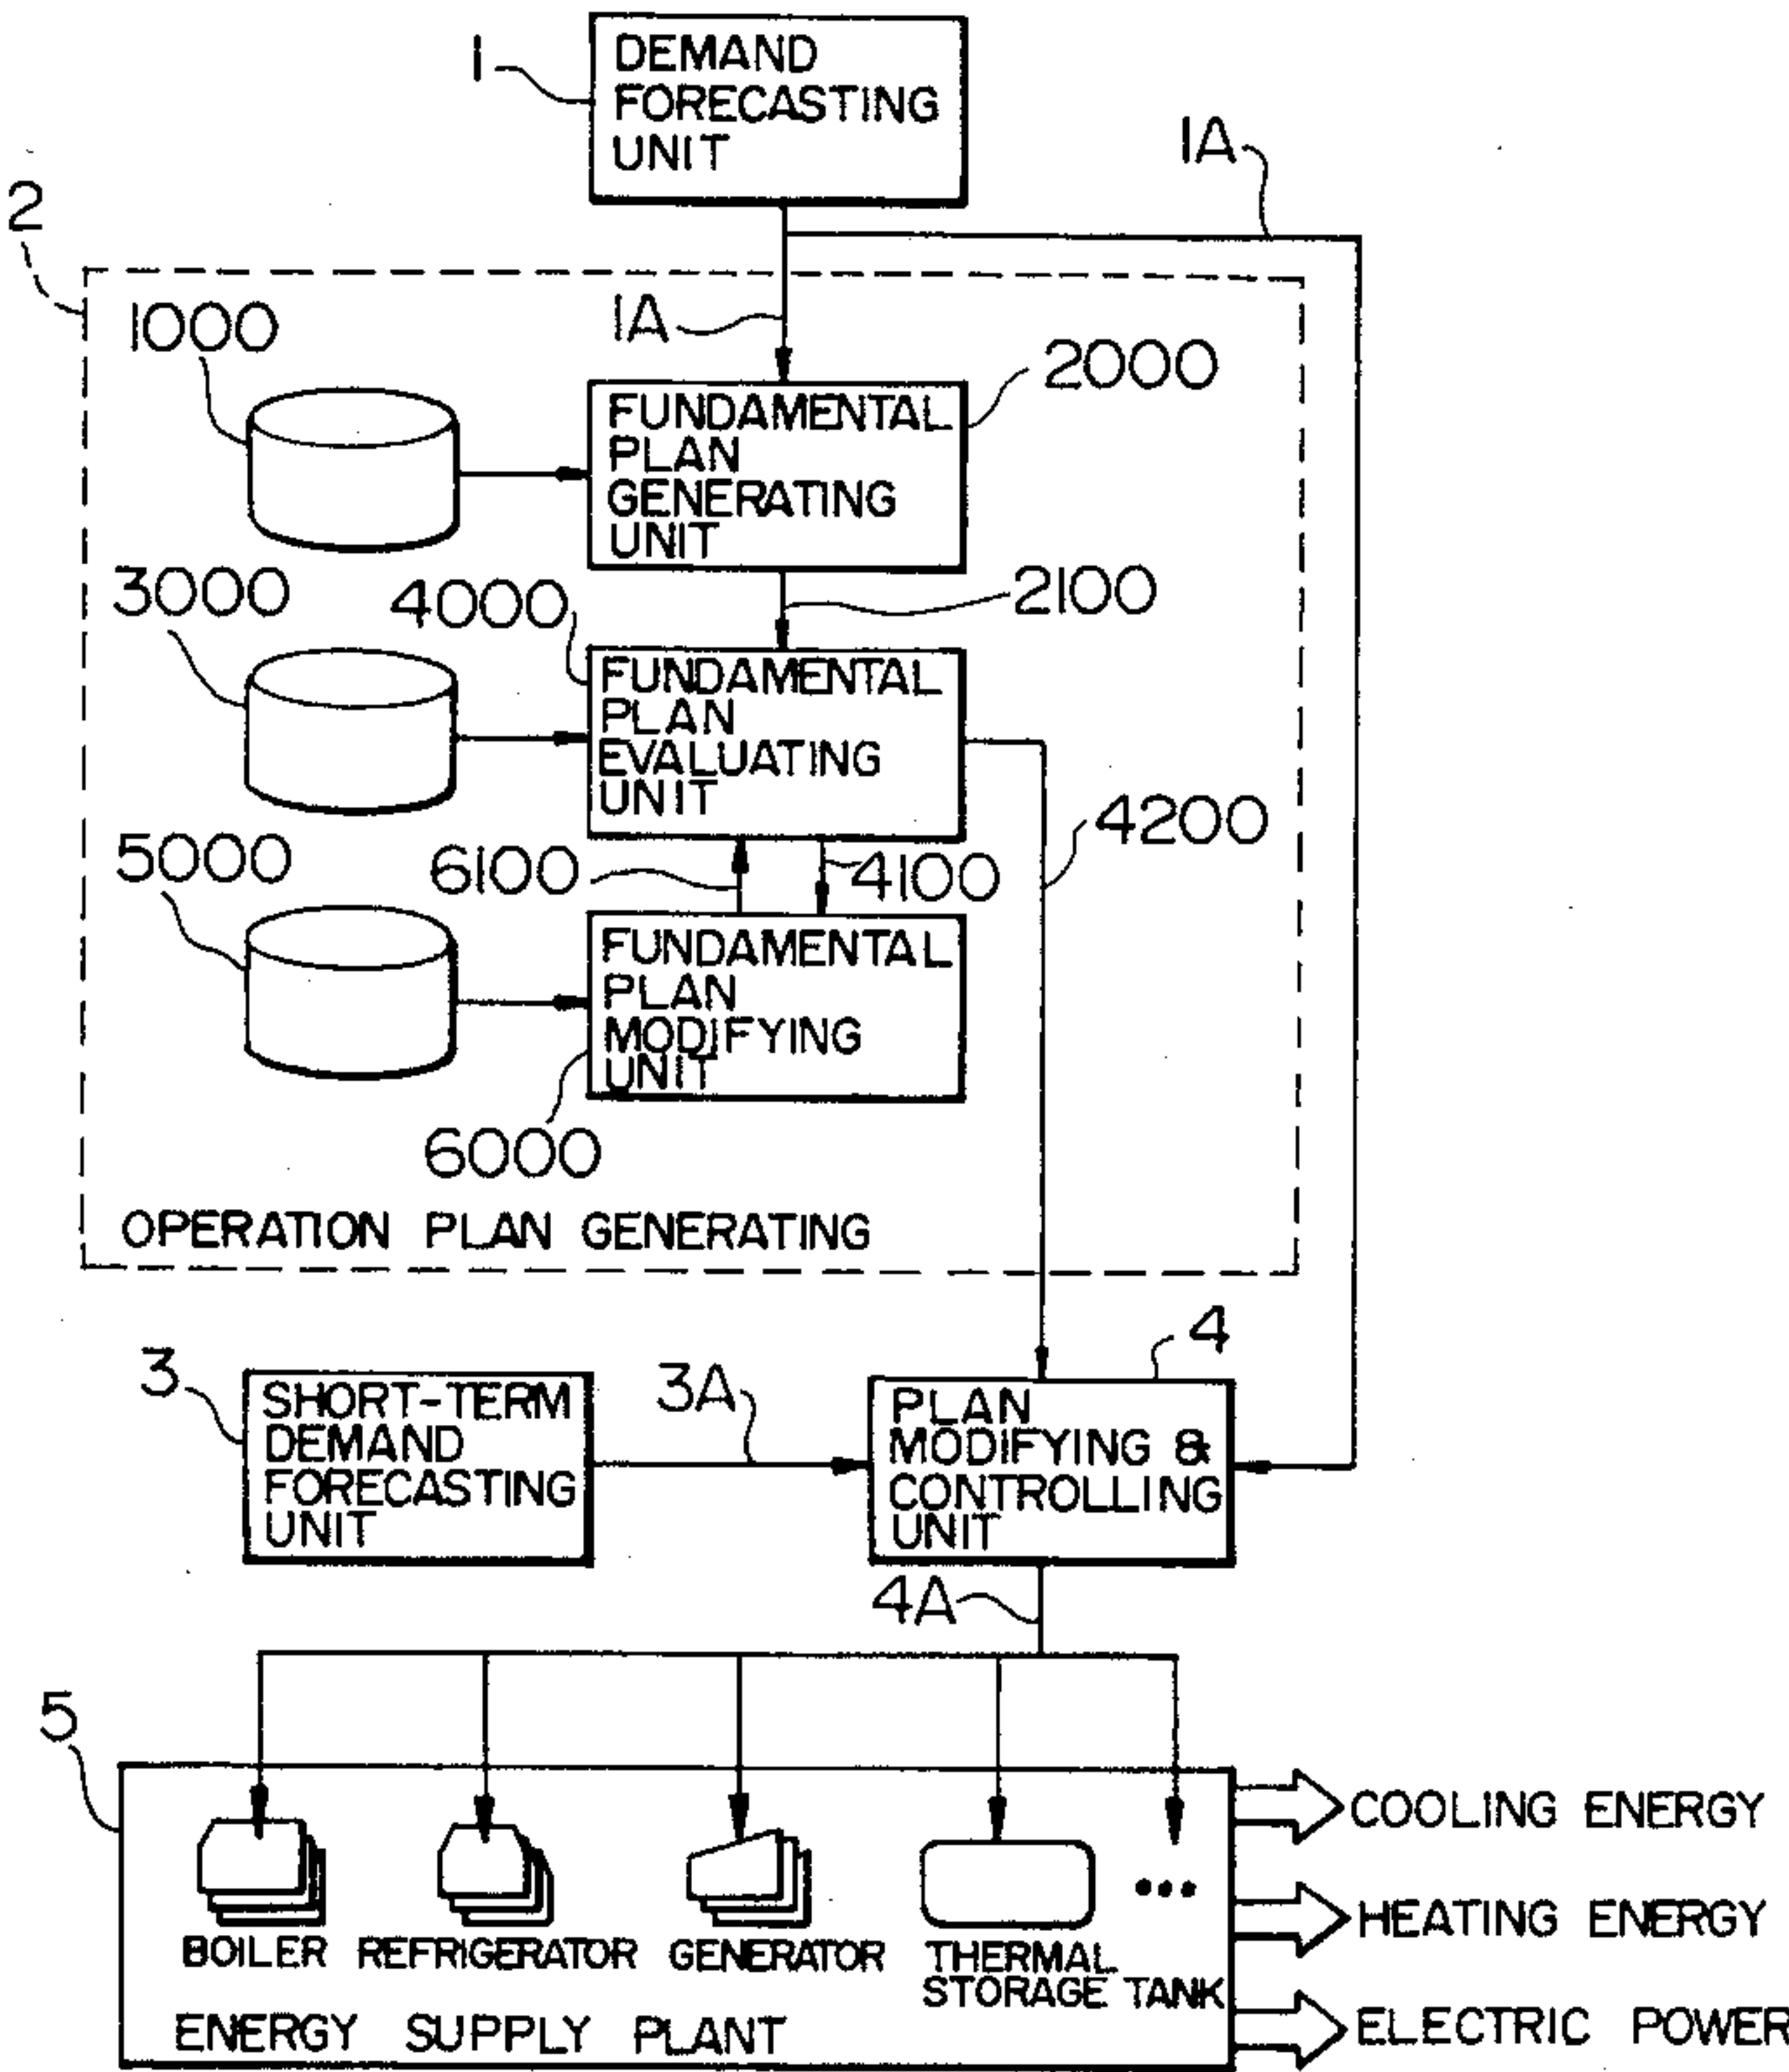 1
DEMAND
FORECASTING
UNIT
1A
2
1A
1000
2000
FUNDAMENTAL
PLAN
GENERATING
UNIT
2100
3000
4000
FUNDAMENTAL
PLAN
EVALUATING
UNIT
4200
5000
6100
4100
FUNDAMENTAL
PLAN
MODIFYING
UNIT
6000
OPERATION PLAN GENERATING
3
SHORT-TERM
DEMAND
FORECASTING
UNIT
3A
4
PLAN
MODIFYING &
CONTROLLING
UNIT
4A
5
BOILER
REFRIGERATOR
GENERATOR
THERMAL
STORAGE TANK
•••
ENERGY SUPPLY PLANT
COOLING ENERGY
HEATING ENERGY
ELECTRIC POWER